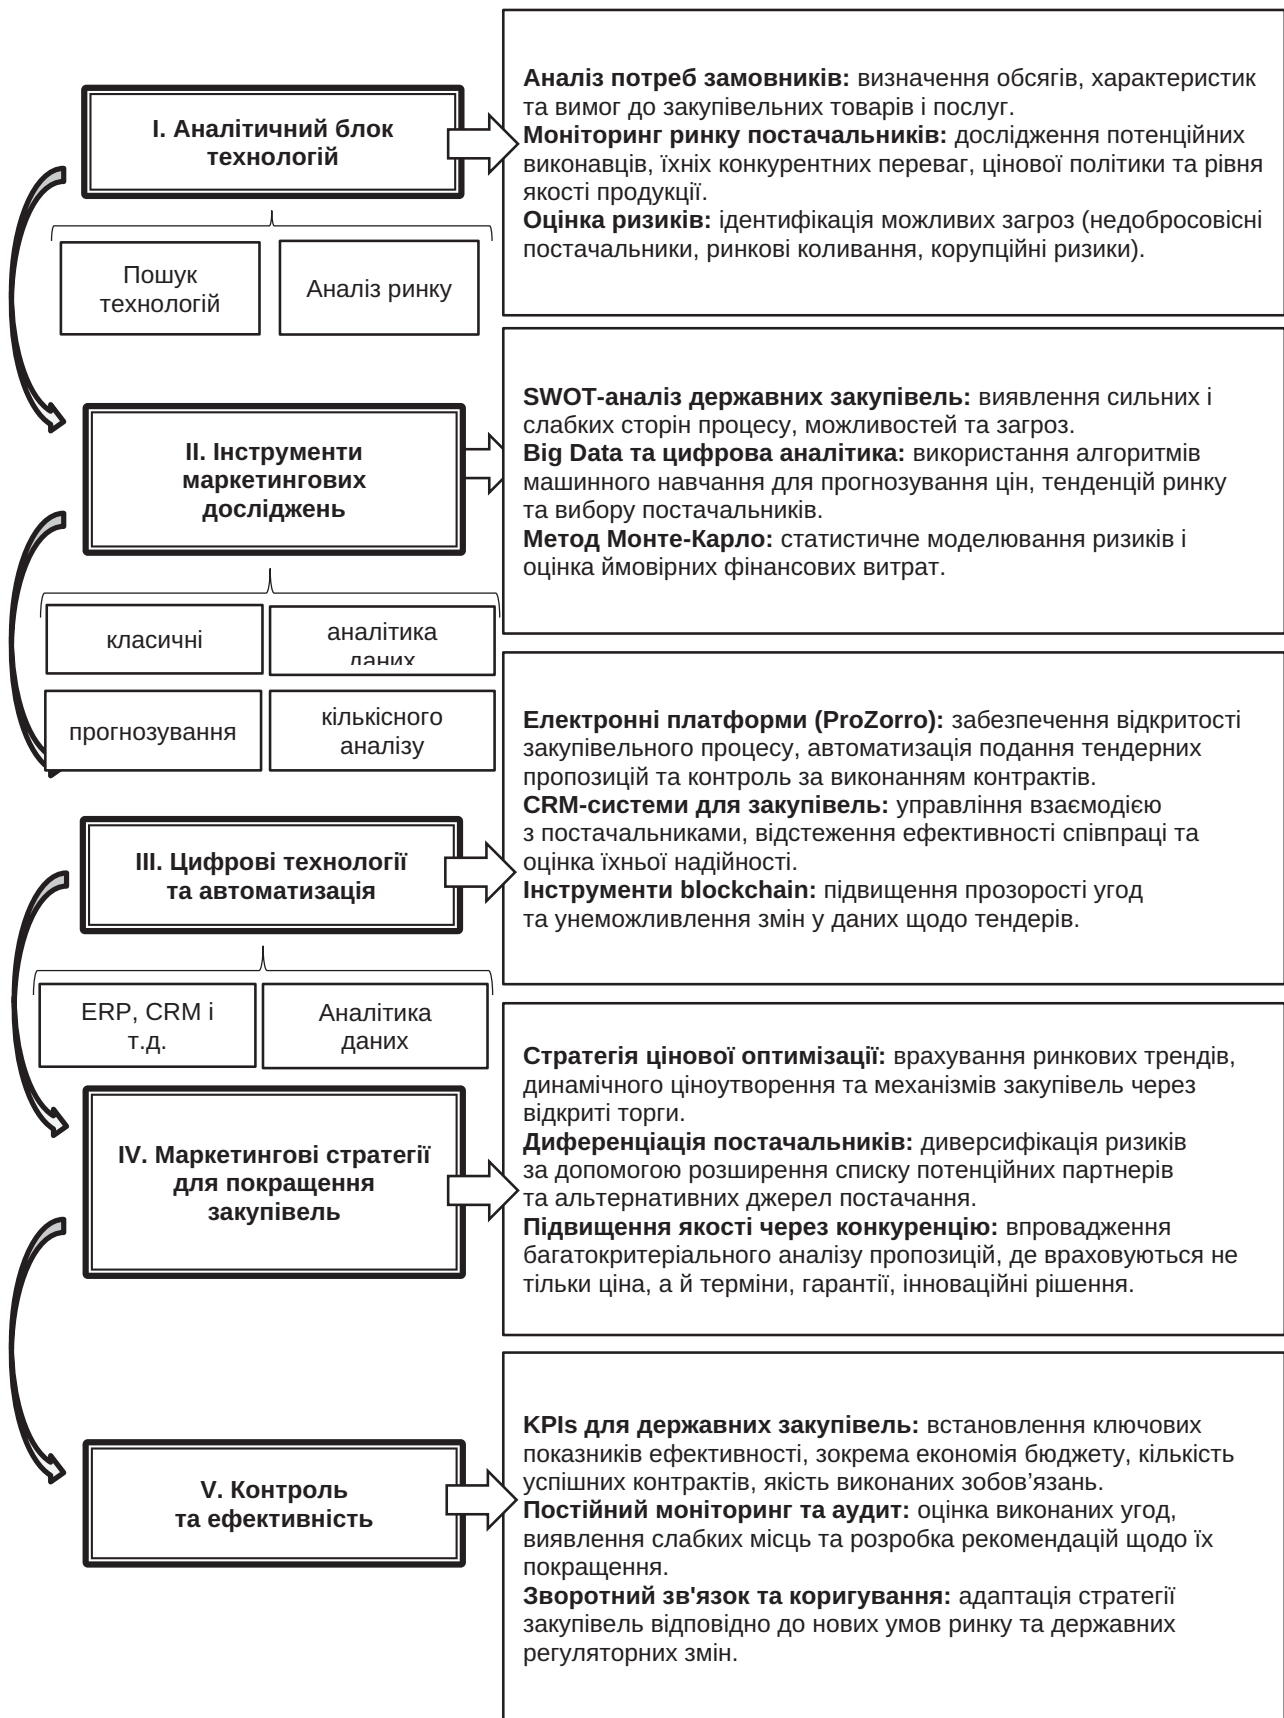 І. Аналітичний блок
технологій
Аналіз потреб замовників: визначення обсягів, характеристик
та вимог до закупівельних товарів і послуг.
Моніторинг ринку постачальників: дослідження потенційних
виконавців, їхніх конкурентних переваг, цінової політики та рівня
якості продукції.
Оцінка ризиків: ідентифікація можливих загроз (недобросовісні
постачальники, ринкові коливання, корупційні ризики).
Пошук
технологій
Аналіз ринку
ІІ. Інструменти
маркетингових
досліджень
SWOT-аналіз державних закупівель: виявлення сильних і
слабких сторін процесу, можливостей та загроз.
Big Data та цифрова аналітика: використання алгоритмів
машинного навчання для прогнозування цін, тенденцій ринку
та вибору постачальників.
Метод Монте-Карло: статистичне моделювання ризиків і
оцінка ймовірних фінансових витрат.
класичні
аналітика
даних
прогнозування
кількісного
аналізу
ІІІ. Цифрові технології
та автоматизація
Електронні платформи (ProZorro): забезпечення відкритості
закупівельного процесу, автоматизація подання тендерних
пропозицій та контроль за виконанням контрактів.
CRM-системи для закупівель: управління взаємодією
з постачальниками, відстеження ефективності співпраці та
оцінка їхньої надійності.
Інструменти blockchain: підвищення прозорості угод
та унеможливлення змін у даних щодо тендерів.
ERP, CRM і
т.д.
Аналітика
даних
IV. Маркетингові стратегії
для покращення
закупівель
Стратегія цінової оптимізації: врахування ринкових трендів,
динамічного ціноутворення та механізмів закупівель через
відкриті торги.
Диференціація постачальників: диверсифікація ризиків
за допомогою розширення списку потенційних партнерів
та альтернативних джерел постачання.
Підвищення якості через конкуренцію: впровадження
багатокритеріального аналізу пропозицій, де враховуються не
тільки ціна, а й терміни, гарантії, інноваційні рішення.
V. Контроль
та ефективність
KPIs для державних закупівель: встановлення ключових
показників ефективності, зокрема економія бюджету, кількість
успішних контрактів, якість виконаних зобов’язань.
Постійний моніторинг та аудит: оцінка виконаних угод,
виявлення слабких місць та розробка рекомендацій щодо їх
покращення.
Зворотний зв'язок та коригування: адаптація стратегії
закупівель відповідно до нових умов ринку та державних
регуляторних змін.